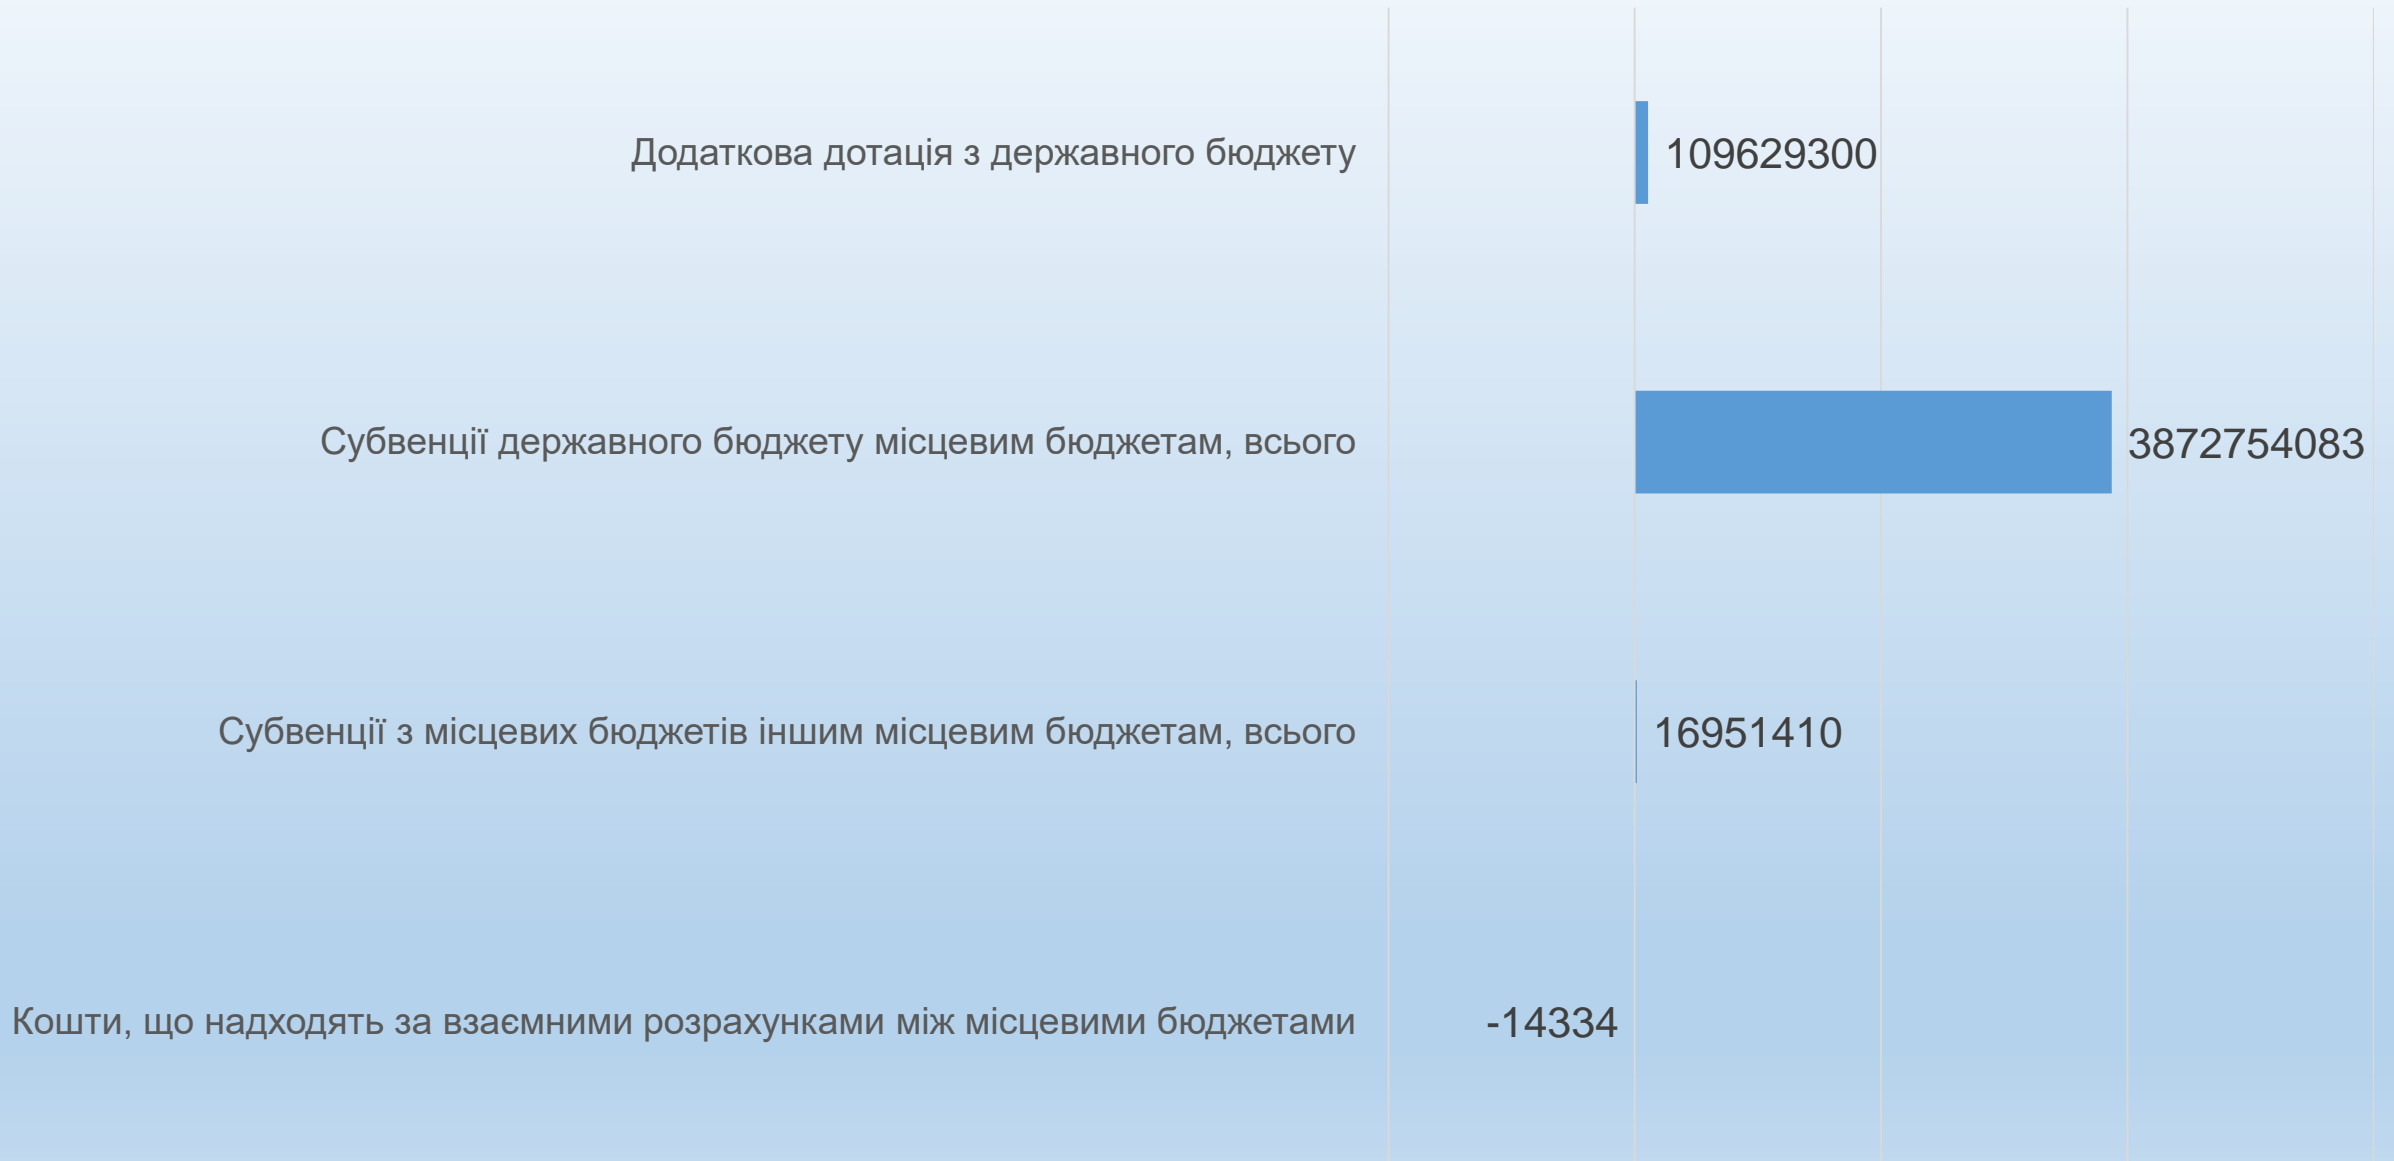 Додаткова дотація з державного бюджету 109629300
Субвенції державного бюджету місцевим бюджетам, всього 3872754083
Субвенції з місцевих бюджетів іншим місцевим бюджетам, всього 16951410
Кошти, що надходять за взаємними розрахунками між місцевими бюджетами -14334